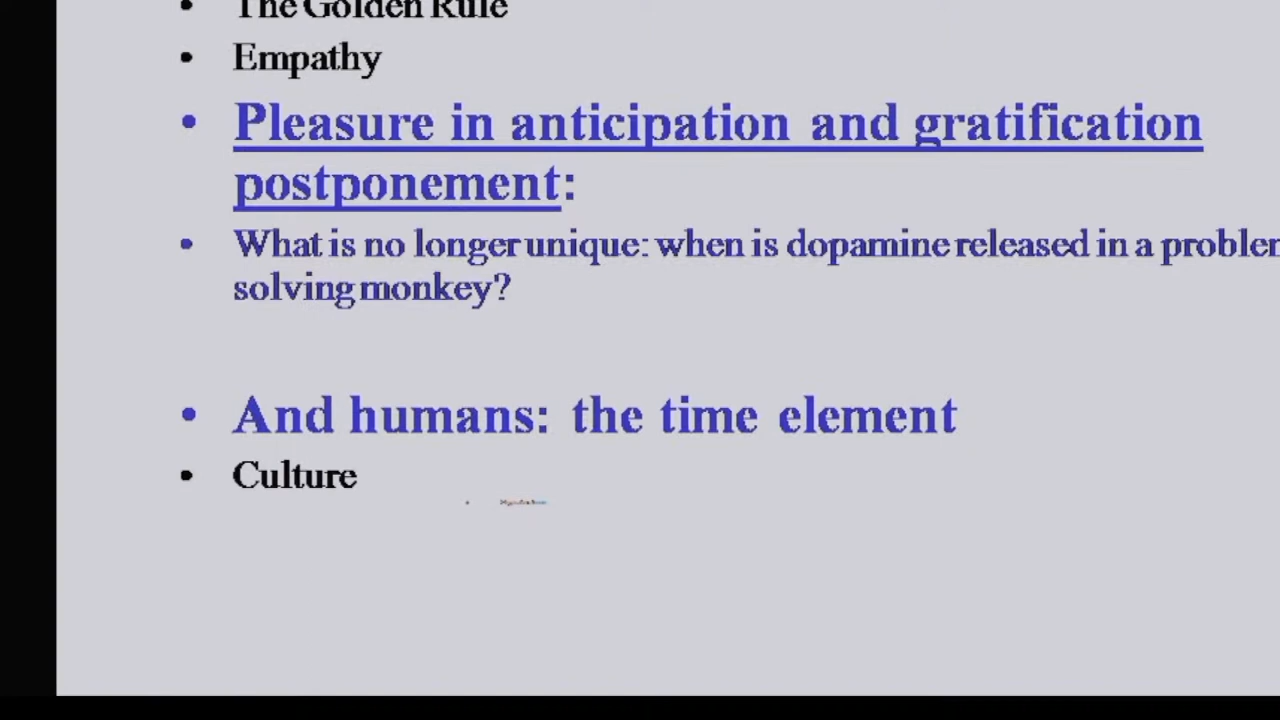 • The Golden Rule
• Empathy
• Pleasure in anticipation and gratification
postponement:
• What is no longer unique: when is dopamine released in a
solving monkey?
• And humans: the time element
• Culture